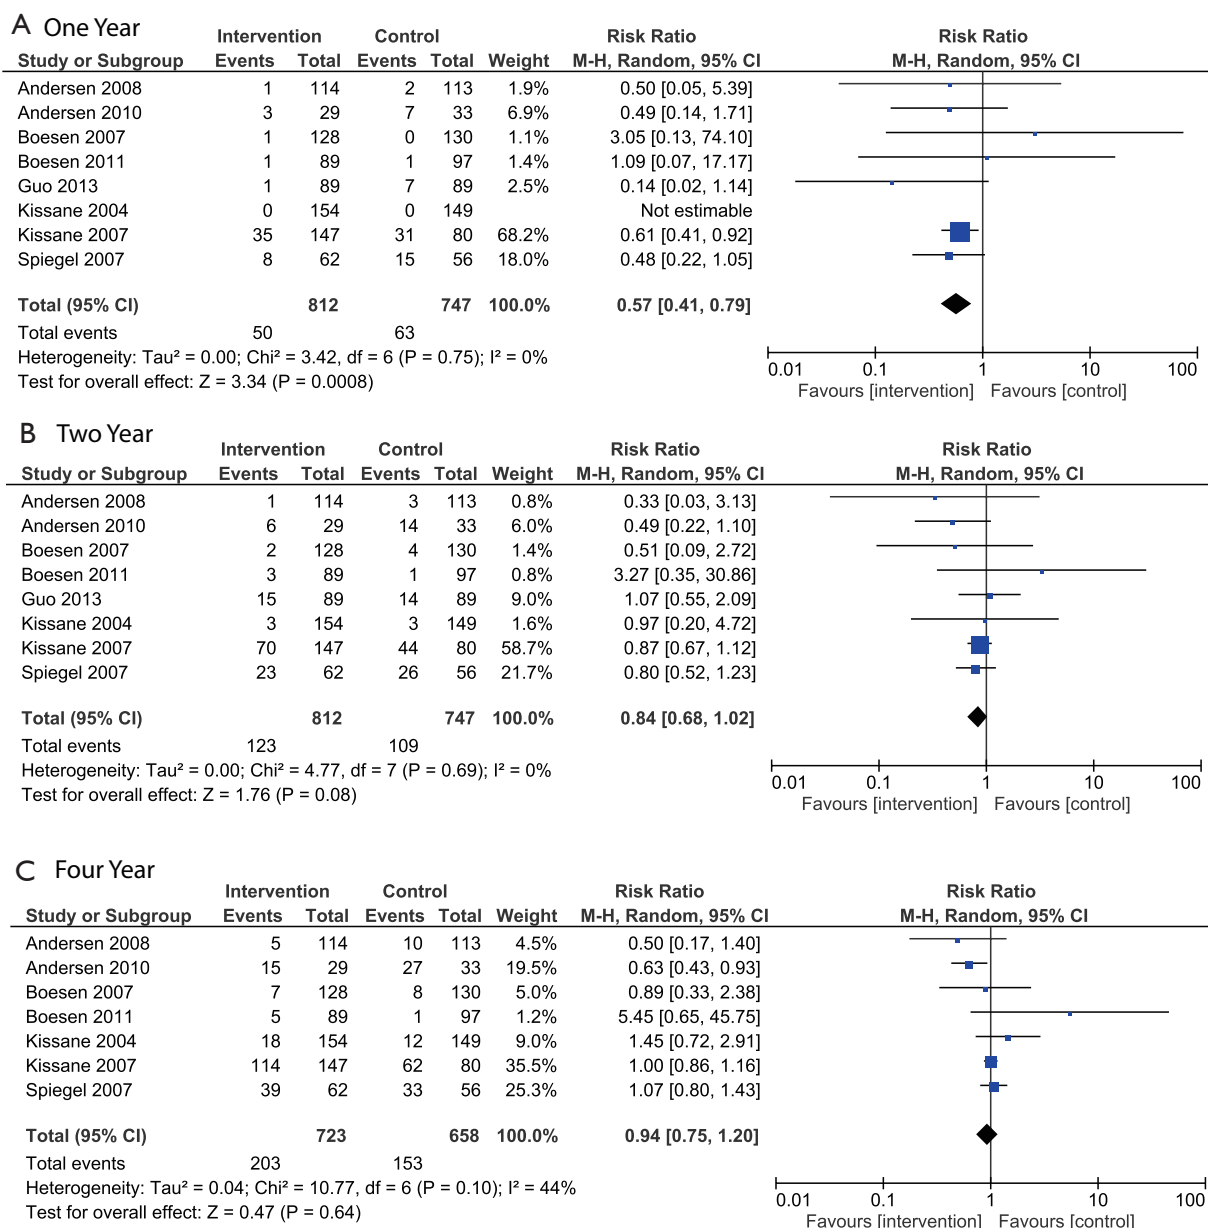 A One Year
Intervention Control Risk Ratio Risk Ratio
Study or Subgroup Events Total Events Total Weight M-H, Random, 95% CI M-H, Random, 95% CI
Andersen 2008 1 114 2 113 1.9% 0.50 [0.05, 5.39]
Andersen 2010 3 29 7 33 6.9% 0.49 [0.14, 1.71]
Boesen 2007 1 128 0 130 1.1% 3.05 [0.13, 74.10]
Boesen 2011 1 89 1 97 1.4% 1.09 [0.07, 17.17]
Guo 2013 1 89 7 89 2.5% 0.14 [0.02, 1.14]
Kissane 2004 0 154 0 149 Not estimable
Kissane 2007 35 147 31 80 68.2% 0.61 [0.41, 0.92]
Spiegel 2007 8 62 15 56 18.0% 0.48 [0.22, 1.05]
Total (95% CI) 812 747 100.0% 0.57 [0.41, 0.79]
Total events 50 63
Heterogeneity: Tau² = 0.00; Chi² = 3.42, df = 6 (P = 0.75); I² = 0%
Test for overall effect: Z = 3.34 (P = 0.0008)
0.01 0.1 1 10 100
Favours [intervention] Favours [control]
B Two Year
Intervention Control Risk Ratio Risk Ratio
Study or Subgroup Events Total Events Total Weight M-H, Random, 95% CI M-H, Random, 95% CI
Andersen 2008 1 114 3 113 0.8% 0.33 [0.03, 3.13]
Andersen 2010 6 29 14 33 6.0% 0.49 [0.22, 1.10]
Boesen 2007 2 128 4 130 1.4% 0.51 [0.09, 2.72]
Boesen 2011 3 89 1 97 0.8% 3.27 [0.35, 30.86]
Guo 2013 15 89 14 89 9.0% 1.07 [0.55, 2.09]
Kissane 2004 3 154 3 149 1.6% 0.97 [0.20, 4.72]
Kissane 2007 70 147 44 80 58.7% 0.87 [0.67, 1.12]
Spiegel 2007 23 62 26 56 21.7% 0.80 [0.52, 1.23]
Total (95% CI) 812 747 100.0% 0.84 [0.68, 1.02]
Total events 123 109
Heterogeneity: Tau² = 0.00; Chi² = 4.77, df = 7 (P = 0.69); I² = 0%
Test for overall effect: Z = 1.76 (P = 0.08)
0.01 0.1 1 10 100
Favours [intervention] Favours [control]
C Four Year
Intervention Control Risk Ratio Risk Ratio
Study or Subgroup Events Total Events Total Weight M-H, Random, 95% CI M-H, Random, 95% CI
Andersen 2008 5 114 10 113 4.5% 0.50 [0.17, 1.40]
Andersen 2010 15 29 27 33 19.5% 0.63 [0.43, 0.93]
Boesen 2007 7 128 8 130 5.0% 0.89 [0.33, 2.38]
Boesen 2011 5 89 1 97 1.2% 5.45 [0.65, 45.75]
Kissane 2004 18 154 12 149 9.0% 1.45 [0.72, 2.91]
Kissane 2007 114 147 62 80 35.5% 1.00 [0.86, 1.16]
Spiegel 2007 39 62 33 56 25.3% 1.07 [0.80, 1.43]
Total (95% CI) 723 658 100.0% 0.94 [0.75, 1.20]
Total events 203 153
Heterogeneity: Tau² = 0.04; Chi² = 10.77, df = 6 (P = 0.10); I² = 44%
Test for overall effect: Z = 0.47 (P = 0.64)
0.01 0.1 1 10 100
Favours [intervention] Favours [control]